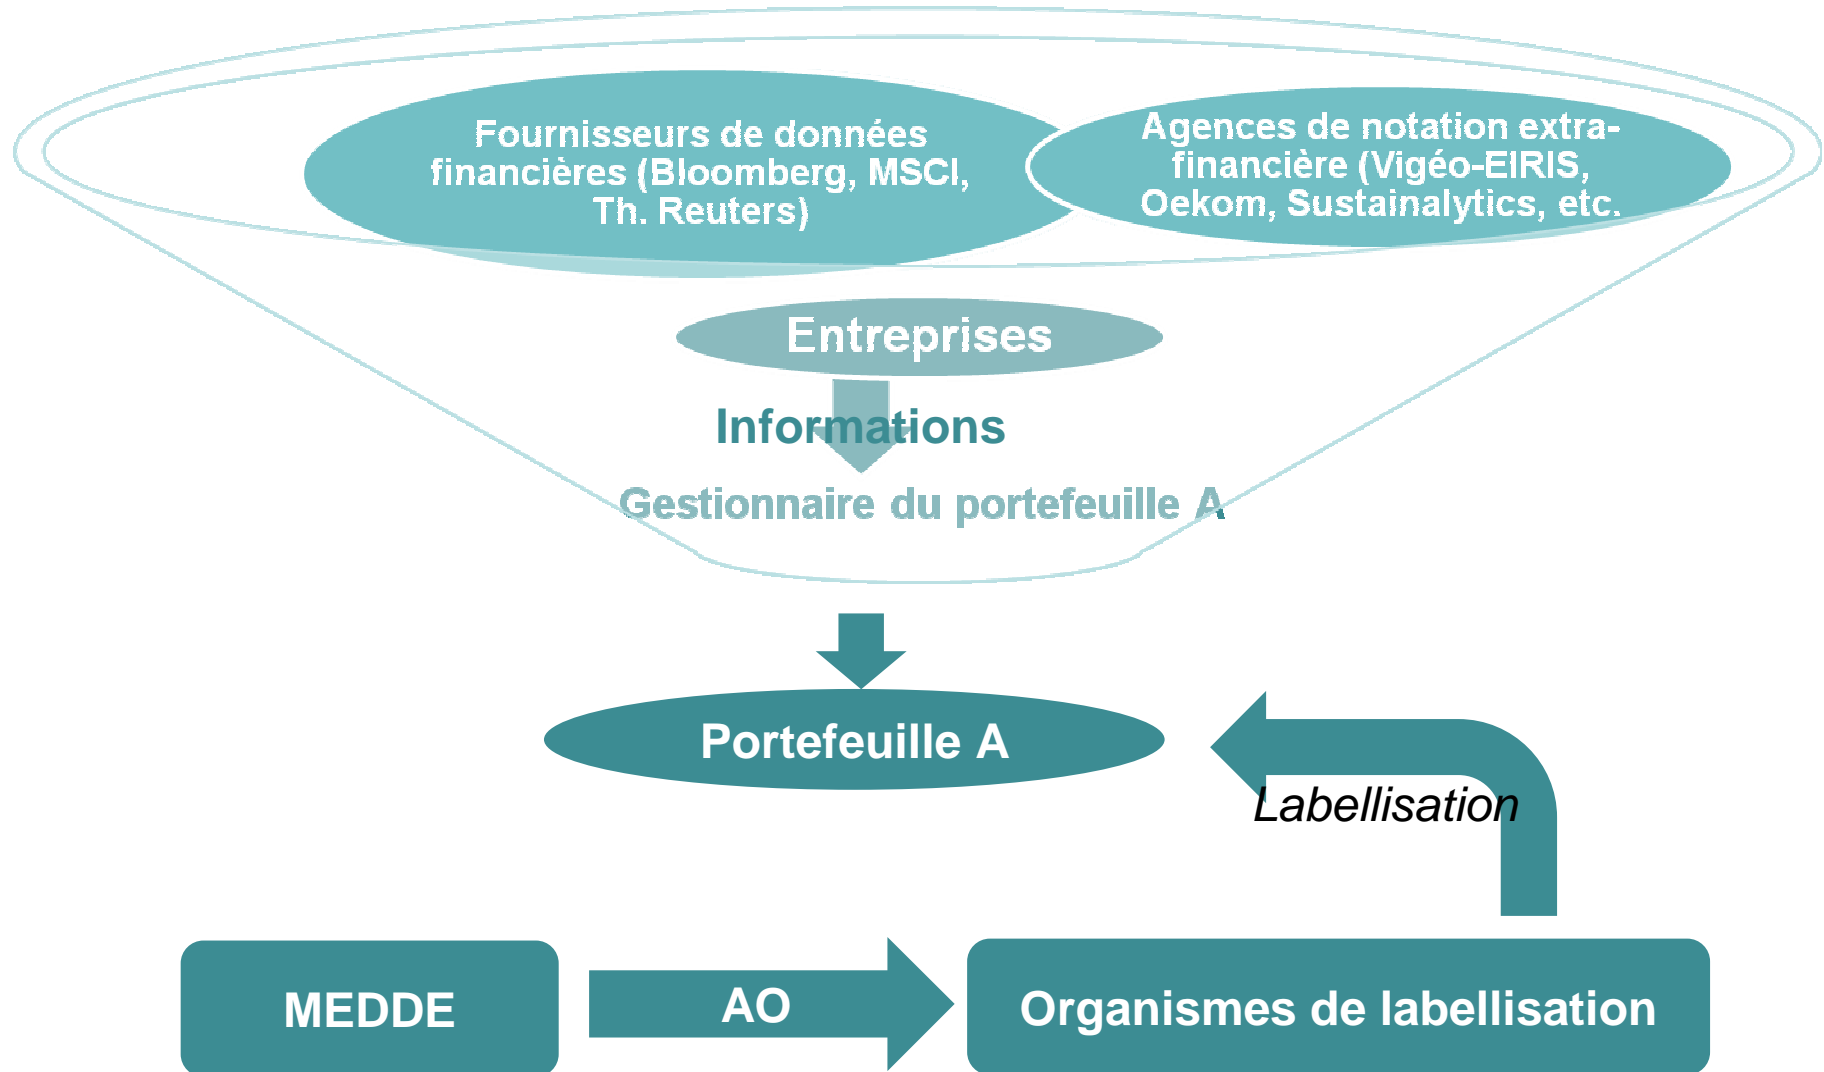 Fournisseurs de données
financières (Bloomberg, MSCI,
Th. Reuters)
Agences de notation extra-
financière (Vigéo-EIRIS,
Oekom, Sustainalytics, etc.
Entreprises
Informations
Gestionnaire du portefeuille A
Portefeuille A
Labellisation
MEDDE
AO
Organismes de labellisation